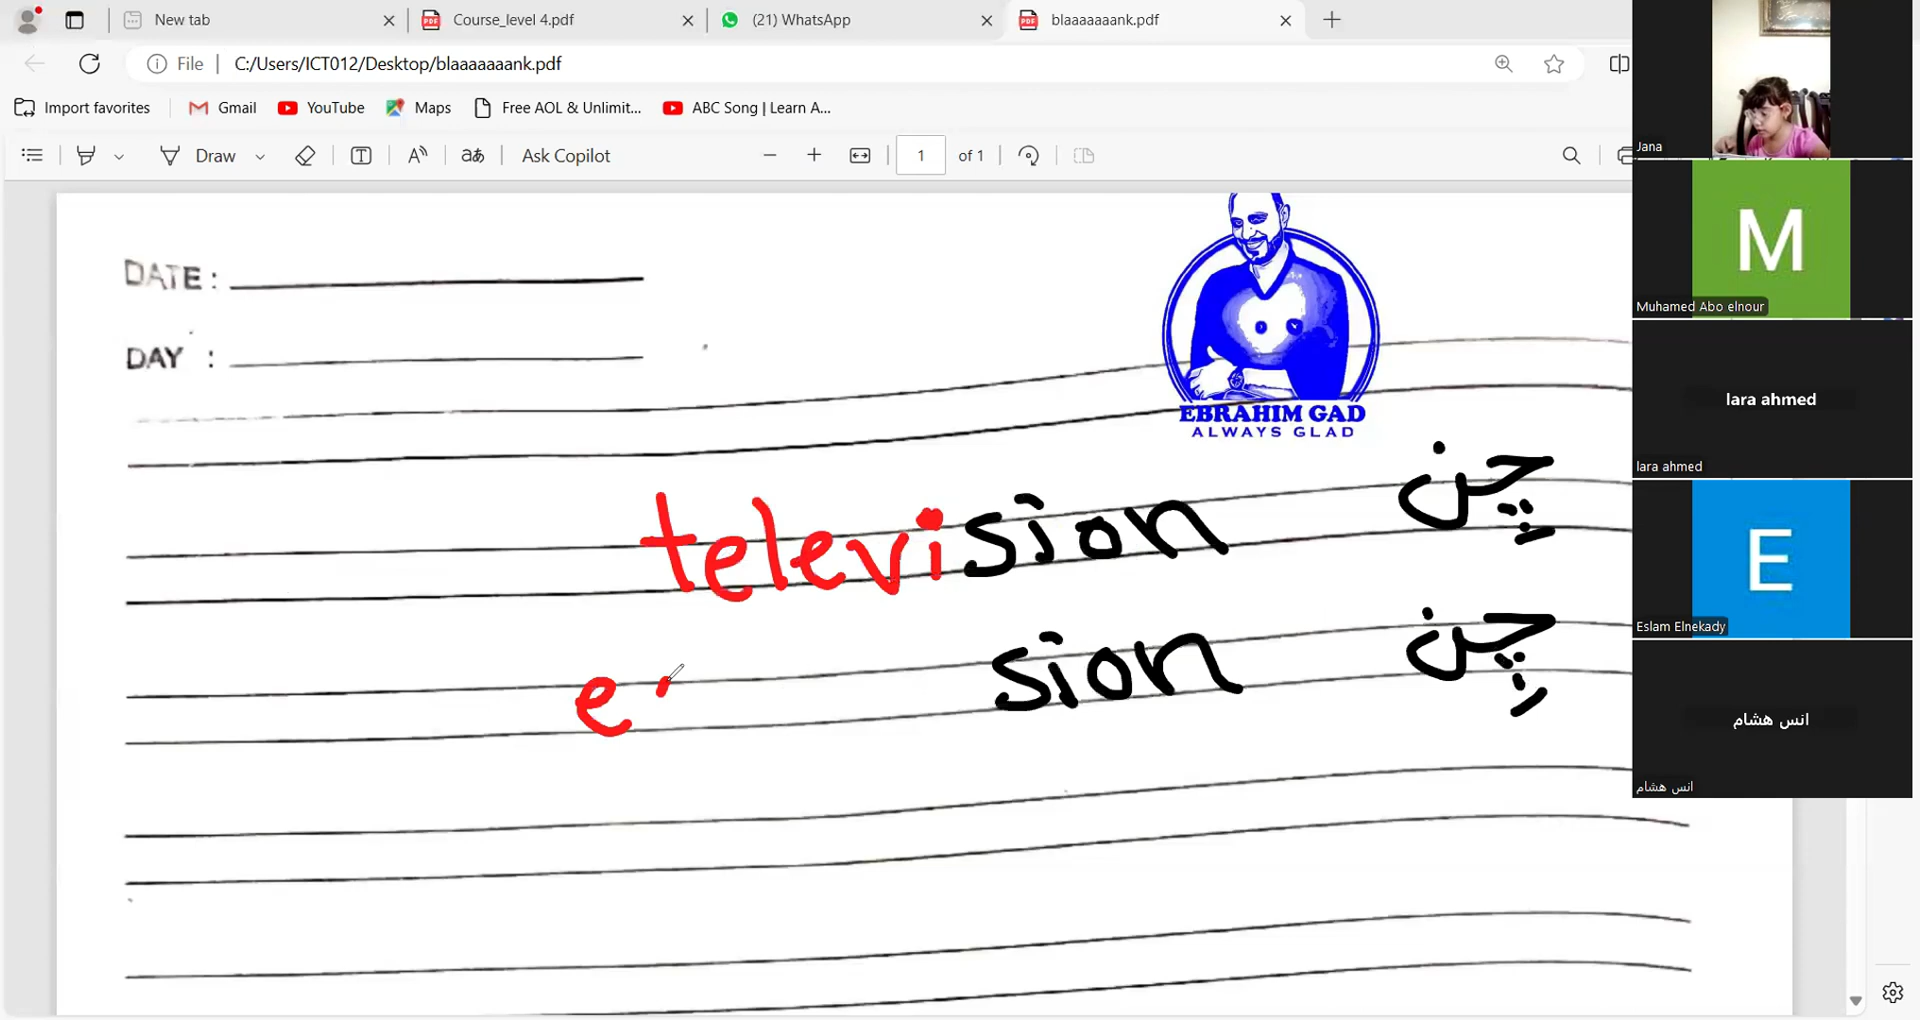 New tab
Course_level 4.pdf
(21) WhatsApp
blaaaaaaank.pdf
File
C:/Users/ICT012/Desktop/blaaaaaaank.pdf
Import favorites
Gmail
YouTube
Maps
Free AOL & Unlimit...
ABC Song | Learn A...
Draw
Ask Copilot
1 of 1
DATE :
DAY :
EBRAHIM GAD
ALWAYS GLAD
television چن
e sion چن
Jana
M
Muhamed Abo elnour
lara ahmed
lara ahmed
E
Eslam Elnekady
انس هشام
انس هشام